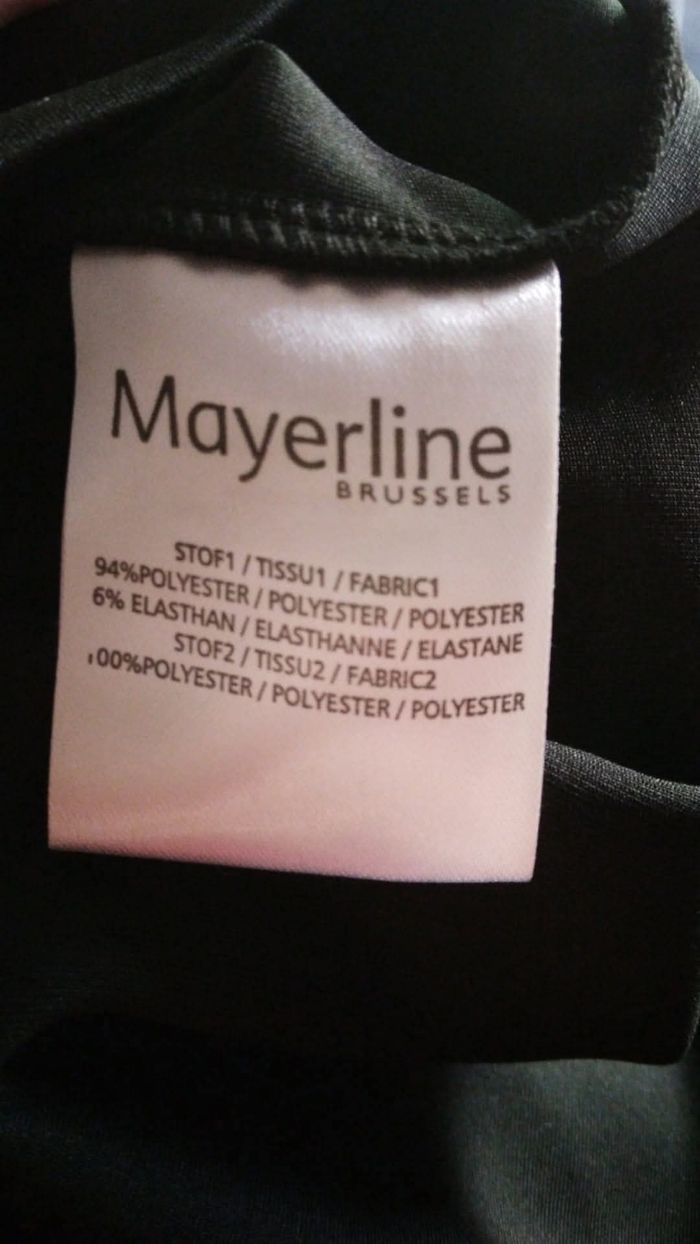 Mayerline
BRUSSELS
STOF1 / TISSU1 / FABRIC1
94%POLYESTER / POLYESTER / POLYESTER
6% ELASTHAN / ELASTHANNE / ELASTANE
STOF2 / TISSU2 / FABRIC2
100%POLYESTER / POLYESTER / POLYESTER